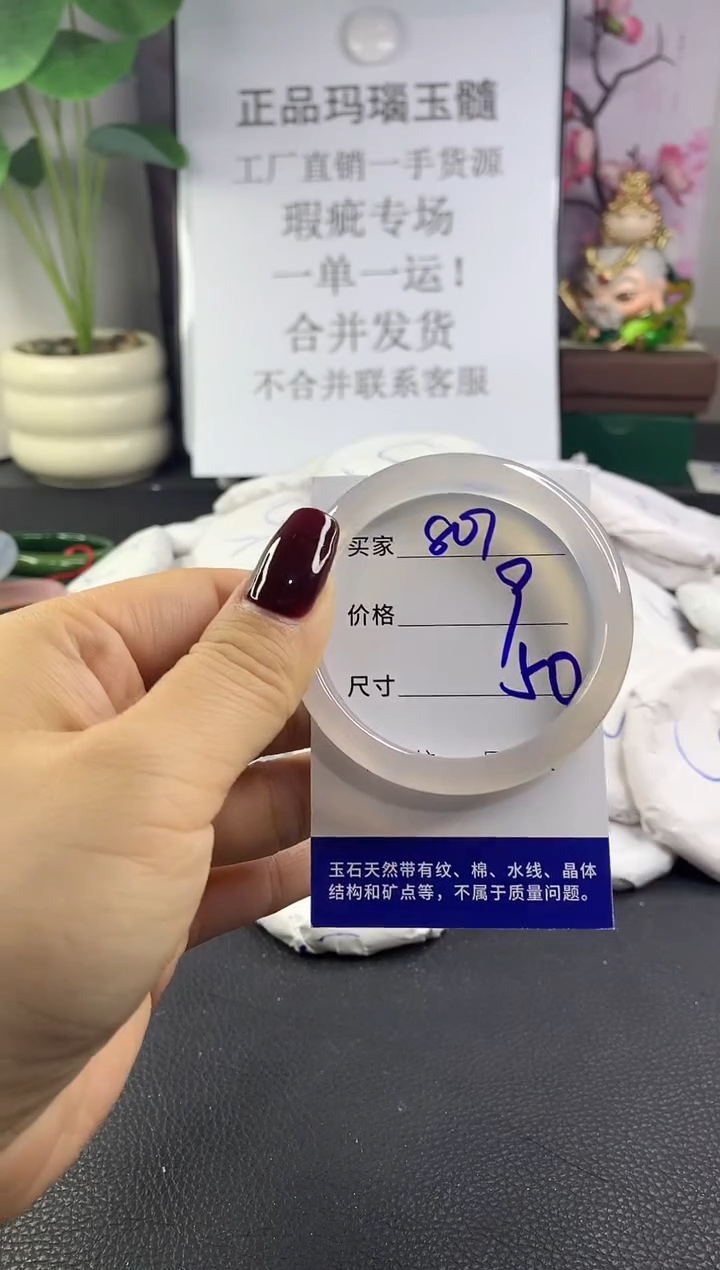 正品玛瑙玉髓
工厂直销一手货源
瑕疵专场
一单一运！
合并发货
不合并联系客服
买家 807
价格 9
尺寸 50
玉石天然带有纹、棉、水线、晶体
结构和矿点等，不属于质量问题。